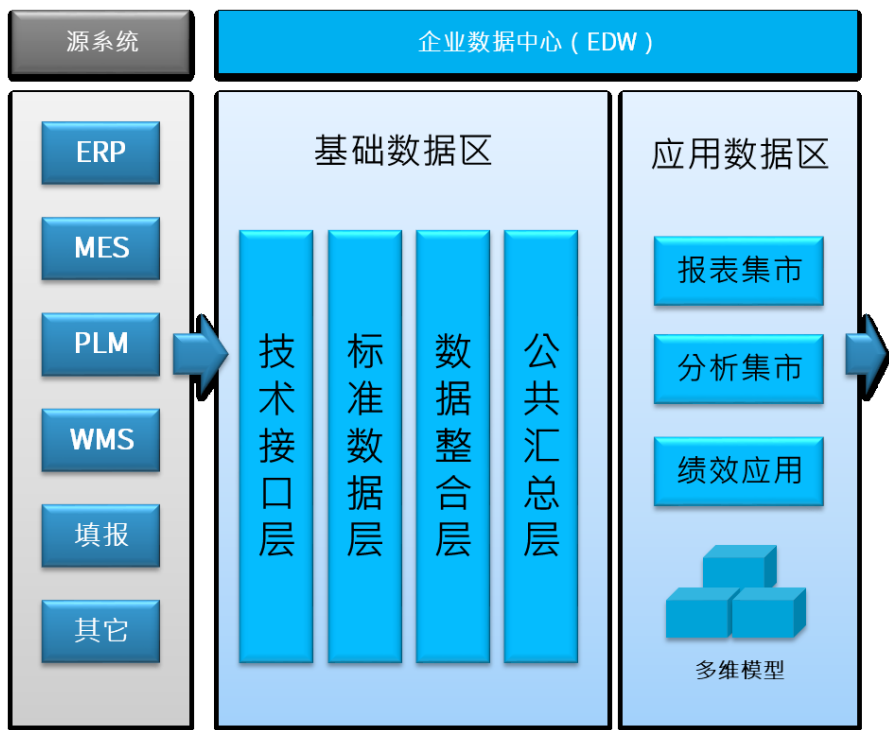 源系统
企业数据中心（EDW）
ERP
MES
PLM
WMS
填报
其它
基础数据区
技术接口层
标准数据层
数据整合层
公共汇总层
应用数据区
报表集市
分析集市
绩效应用
多维模型